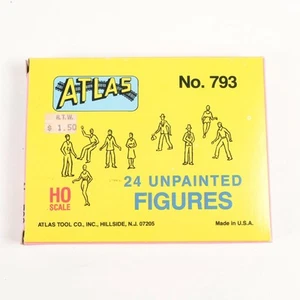 ATLAS
No. 793
R.T.W.
$ 1.50
24 UNPAINTED
HO
FIGURES
SCALE
ATLAS TOOL CO., INC., HILLSIDE, N.J. 07205
Made in U.S.A.